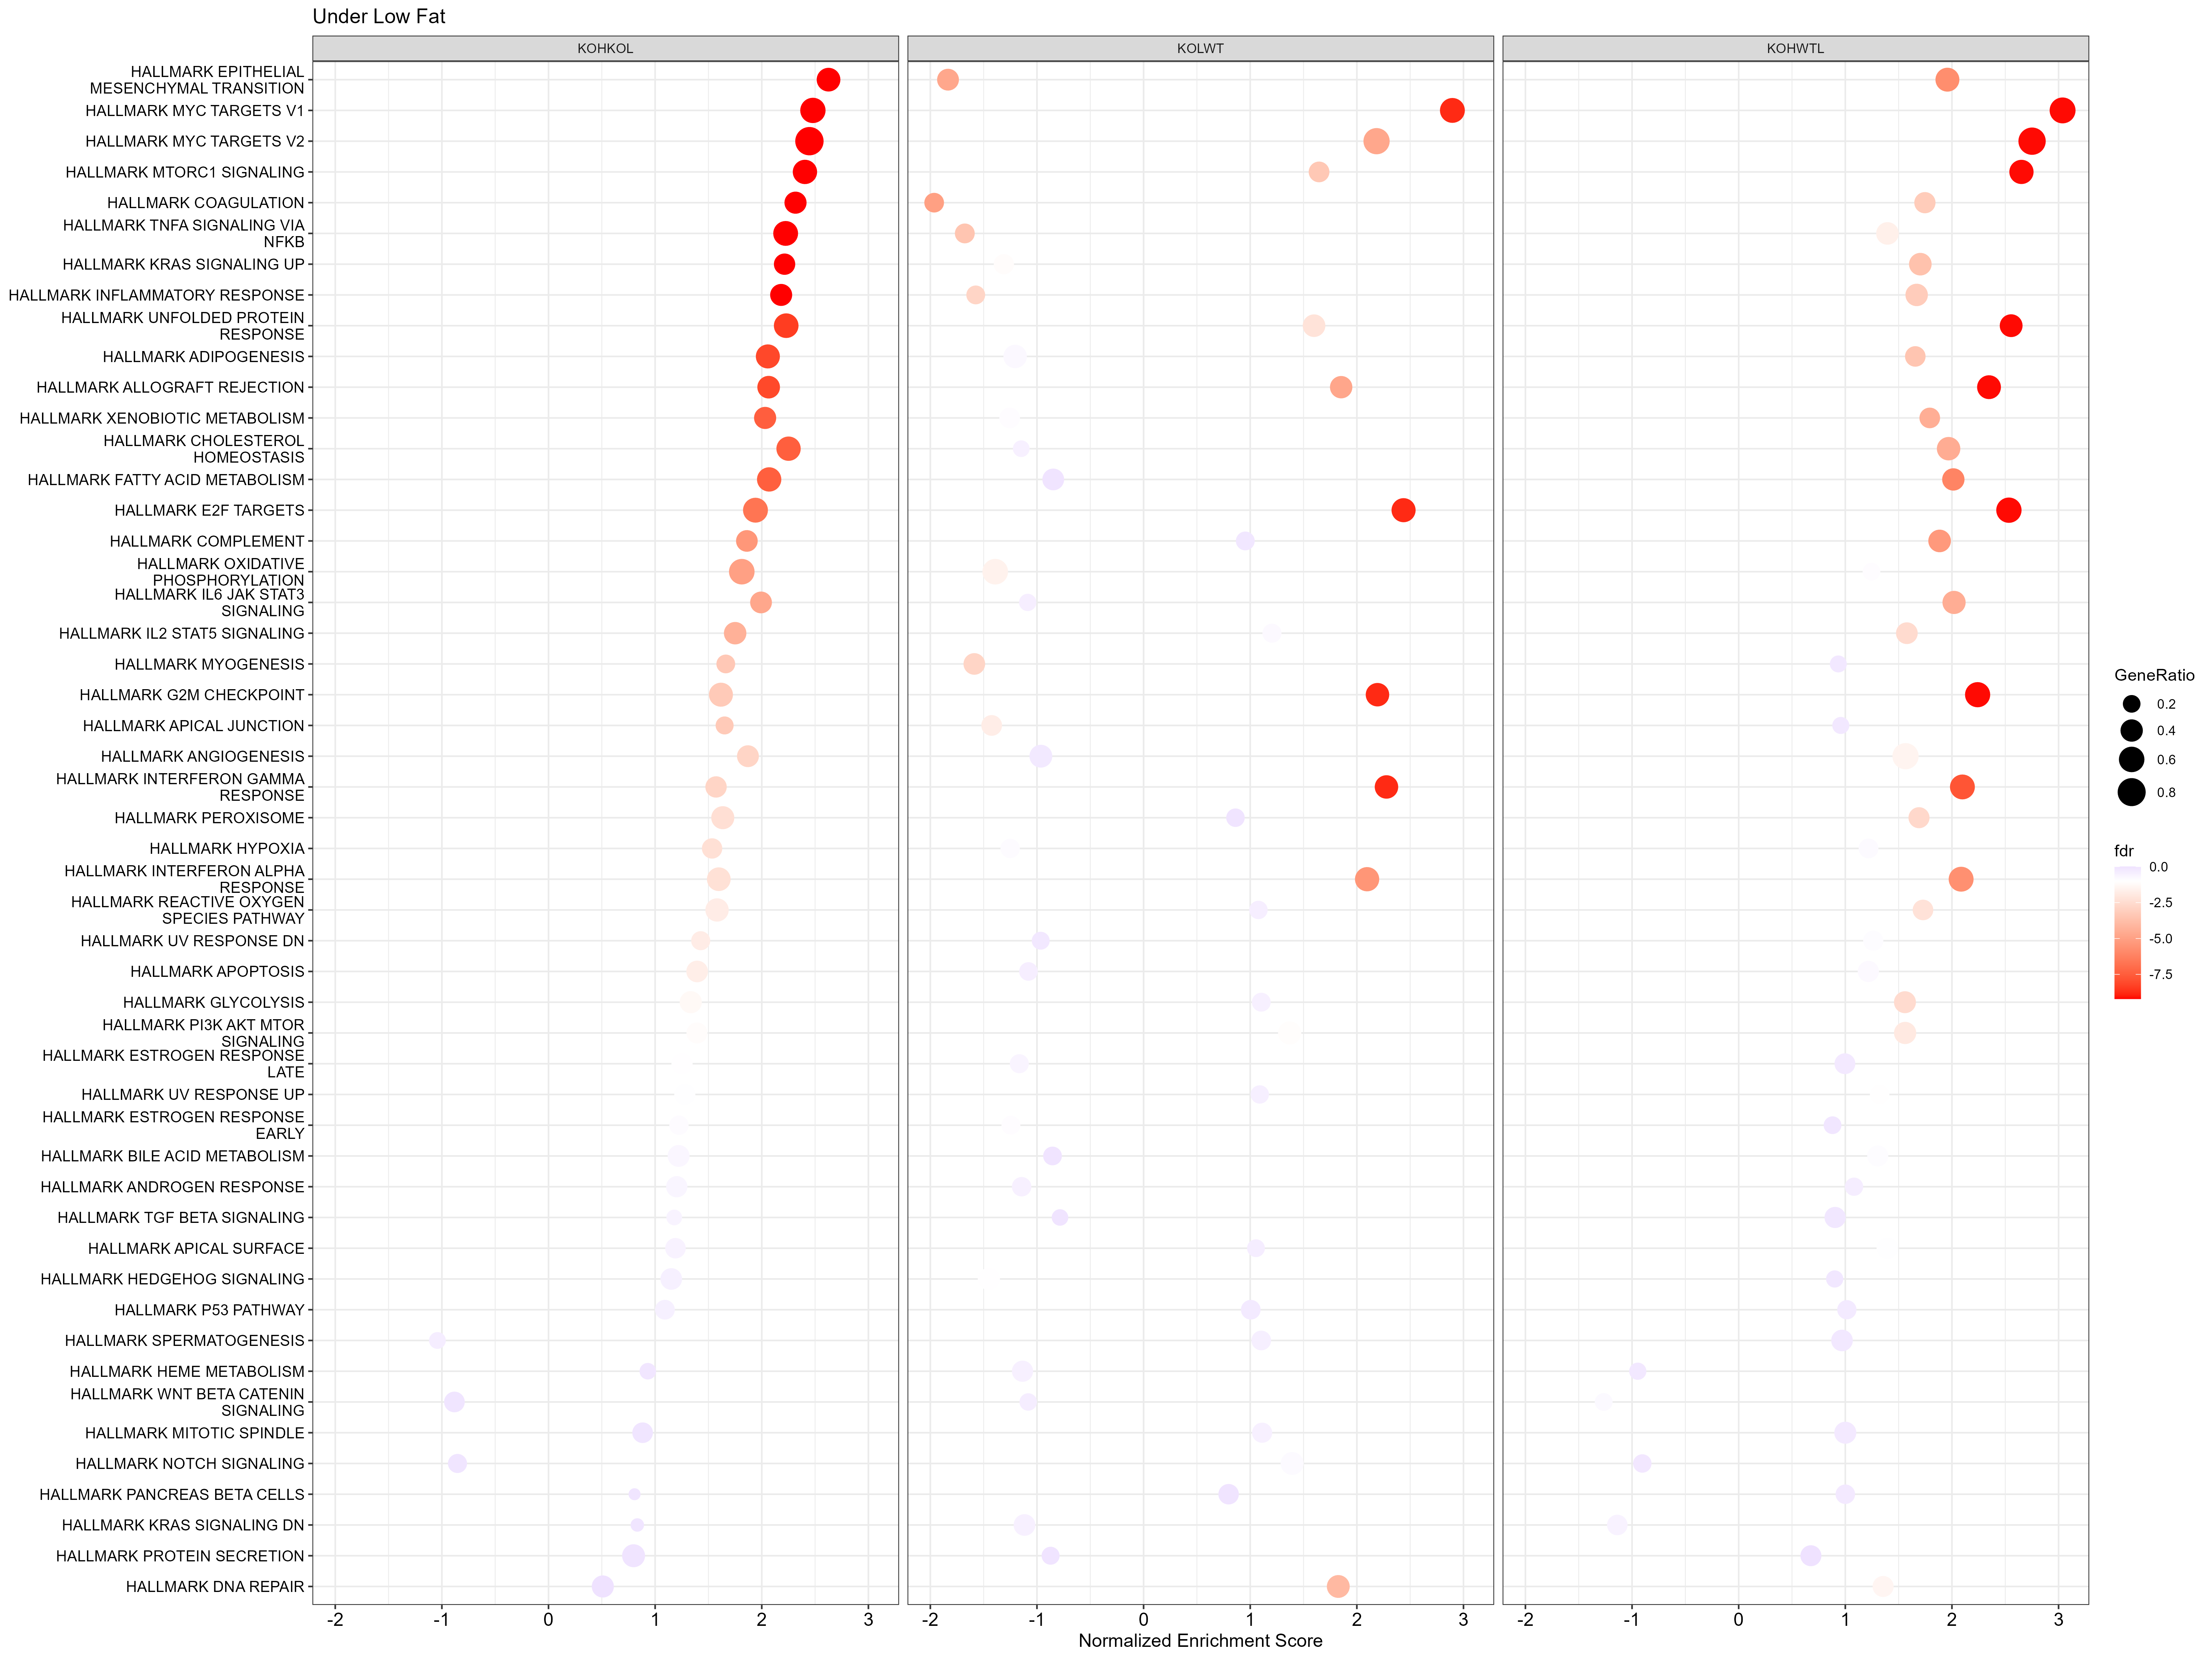 Under Low Fat
KOHKOL
KOLWT
KOHWTL
HALLMARK EPITHELIAL
MESENCHYMAL TRANSITION
HALLMARK MYC TARGETS V1
HALLMARK MYC TARGETS V2
HALLMARK MTORC1 SIGNALING
HALLMARK COAGULATION
HALLMARK TNFA SIGNALING VIA
NFKB
HALLMARK KRAS SIGNALING UP
HALLMARK INFLAMMATORY RESPONSE
HALLMARK UNFOLDED PROTEIN
RESPONSE
HALLMARK ADIPOGENESIS
HALLMARK ALLOGRAFT REJECTION
HALLMARK XENOBIOTIC METABOLISM
HALLMARK CHOLESTEROL
HOMEOSTASIS
HALLMARK FATTY ACID METABOLISM
HALLMARK E2F TARGETS
HALLMARK COMPLEMENT
HALLMARK OXIDATIVE
PHOSPHORYLATION
HALLMARK IL6 JAK STAT3
SIGNALING
HALLMARK IL2 STAT5 SIGNALING
HALLMARK MYOGENESIS
HALLMARK G2M CHECKPOINT
HALLMARK APICAL JUNCTION
HALLMARK ANGIOGENESIS
HALLMARK INTERFERON GAMMA
RESPONSE
HALLMARK PEROXISOME
HALLMARK HYPOXIA
HALLMARK INTERFERON ALPHA
RESPONSE
HALLMARK REACTIVE OXYGEN
SPECIES PATHWAY
HALLMARK UV RESPONSE DN
HALLMARK APOPTOSIS
HALLMARK GLYCOLYSIS
HALLMARK PI3K AKT MTOR
SIGNALING
HALLMARK ESTROGEN RESPONSE
LATE
HALLMARK UV RESPONSE UP
HALLMARK ESTROGEN RESPONSE
EARLY
HALLMARK BILE ACID METABOLISM
HALLMARK ANDROGEN RESPONSE
HALLMARK TGF BETA SIGNALING
HALLMARK APICAL SURFACE
HALLMARK HEDGEHOG SIGNALING
HALLMARK P53 PATHWAY
HALLMARK SPERMATOGENESIS
HALLMARK HEME METABOLISM
HALLMARK WNT BETA CATENIN
SIGNALING
HALLMARK MITOTIC SPINDLE
HALLMARK NOTCH SIGNALING
HALLMARK PANCREAS BETA CELLS
HALLMARK KRAS SIGNALING DN
HALLMARK PROTEIN SECRETION
HALLMARK DNA REPAIR
-2 -1 0 1 2 3
-2 -1 0 1 2 3
-2 -1 0 1 2 3
Normalized Enrichment Score
GeneRatio
0.2
0.4
0.6
0.8
fdr
0.0
-2.5
-5.0
-7.5